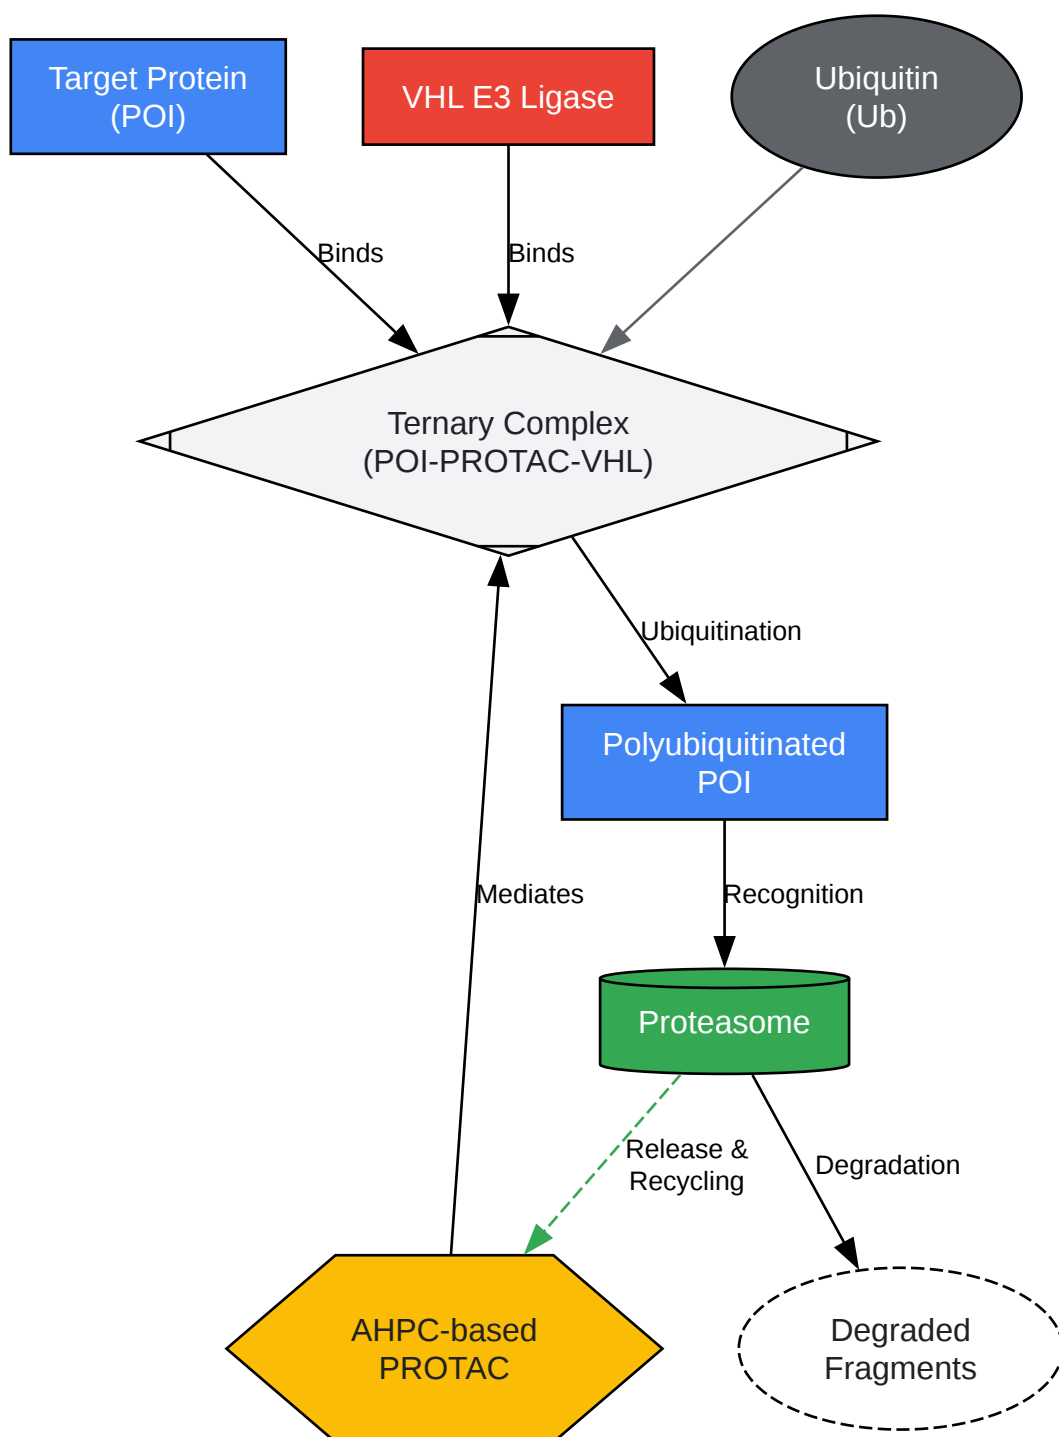 Target Protein
(POI)
VHL E3 Ligase
Ubiquitin
(Ub)
Binds
Binds
Ternary Complex
(POI-PROTAC-VHL)
Ubiquitination
Polyubiquitinated
POI
Mediates
Recognition
Proteasome
Release &
Recycling
Degradation
AHPC-based
PROTAC
Degraded
Fragments